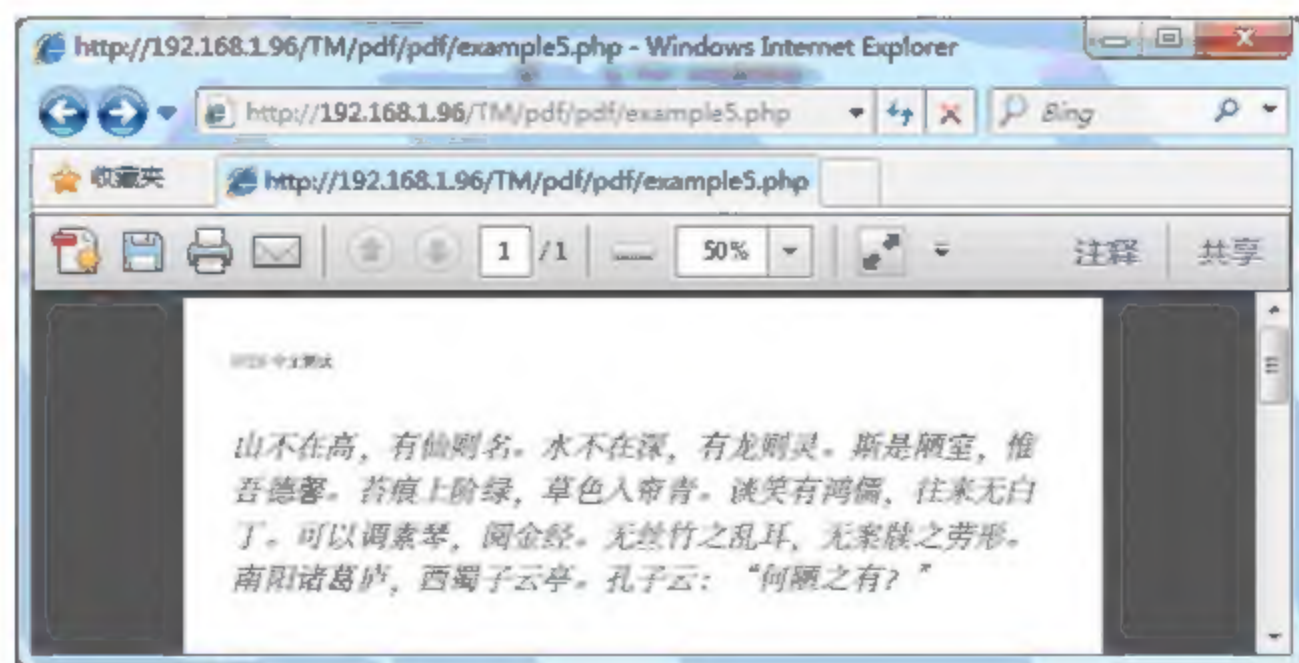 http://192.168.1.96/TM/pdf/pdf/example5.php - Windows Internet Explorer
http://192.168.1.96/TM/pdf/pdf/example5.php Bing
收藏夹 http://192.168.1.96/TM/pdf/pdf/example5.php
1 /1 50% 注释 共享
中文测试
山不在高，有仙则名。水不在深，有龙则灵。斯是陋室，惟
吾德馨。苔痕上阶绿，草色入帘青。谈笑有鸿儒，往来无白
丁。可以调素琴，阅金经。无丝竹之乱耳，无案牍之劳形。
南阳诸葛庐，西蜀子云亭。孔子云：“何陋之有？”